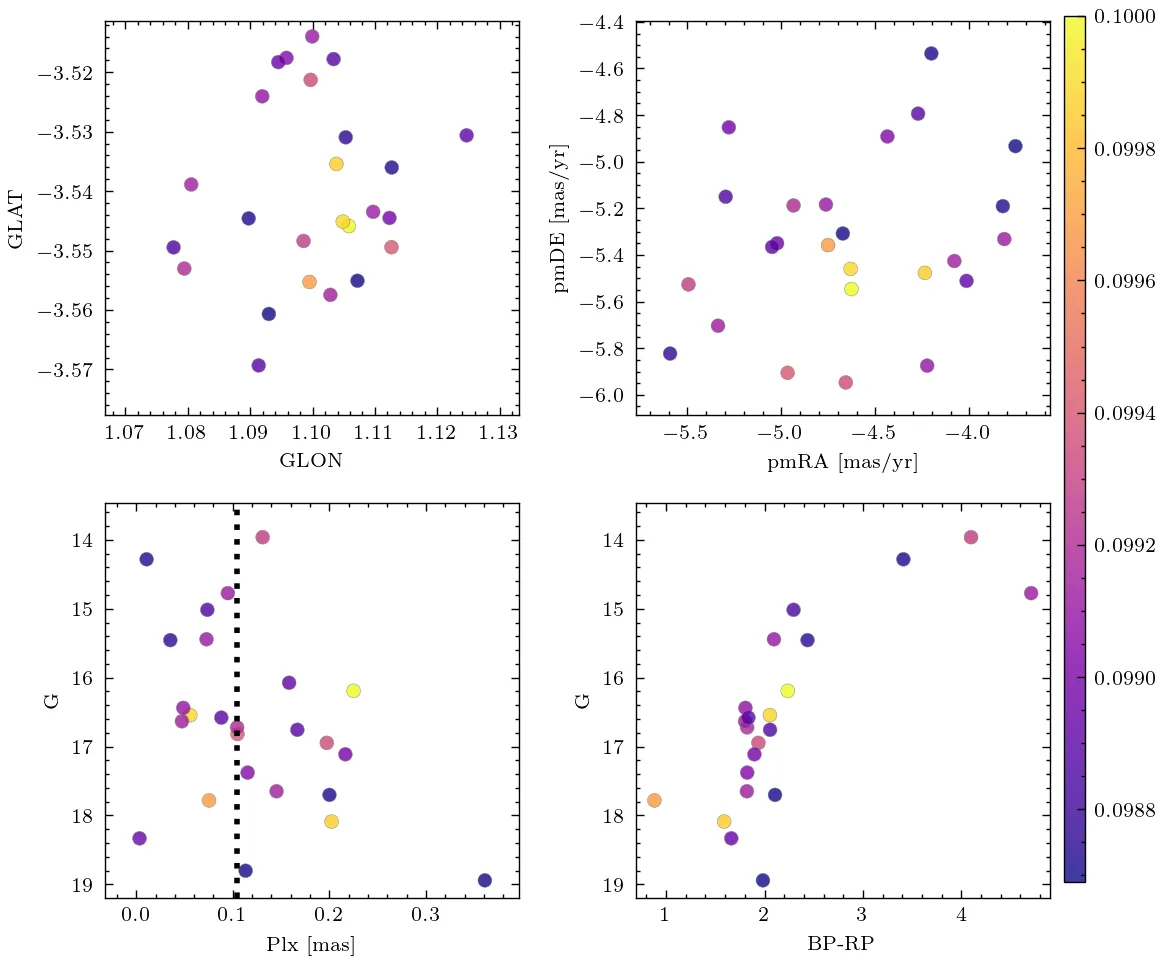 −3.52
−3.53
−3.54
−3.55
−3.56
−3.57
GLAT
1.07 1.08 1.09 1.10 1.11 1.12 1.13
GLON
−4.4
−4.6
−4.8
−5.0
−5.2
−5.4
−5.6
−5.8
−6.0
pmDE [mas/yr]
−5.5 −5.0 −4.5 −4.0
pmRA [mas/yr]
14
15
16
17
18
19
G
0.0 0.1 0.2 0.3
Plx [mas]
14
15
16
17
18
19
G
1 2 3 4
BP-RP
0.1000
0.0998
0.0996
0.0994
0.0992
0.0990
0.0988